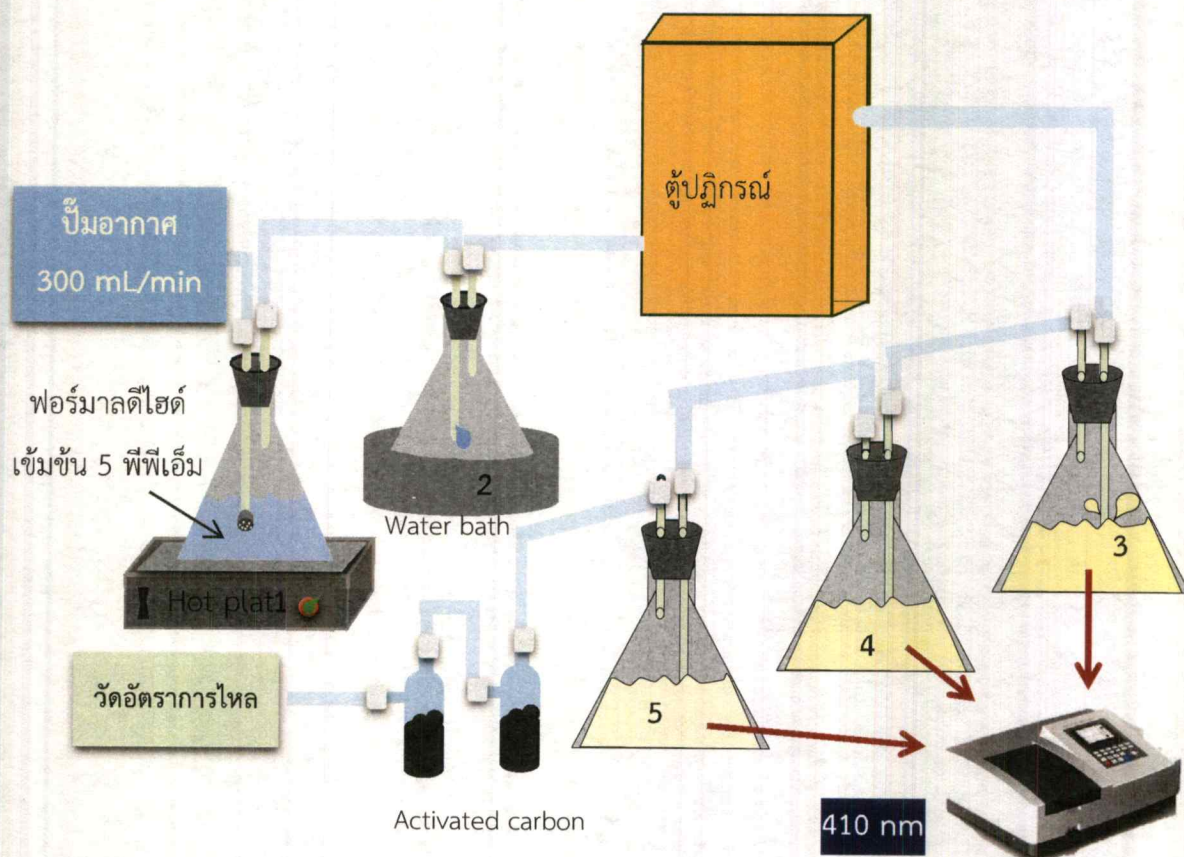 ตู้ปฏิกรณ์
ปั๊มอากาศ
300 mL/min
ฟอร์มาลดีไฮด์
เข้มข้น 5 พีพีเอ็ม
2
Water bath
Hot plat1
3
4
5
วัดอัตราการไหล
Activated carbon
410 nm